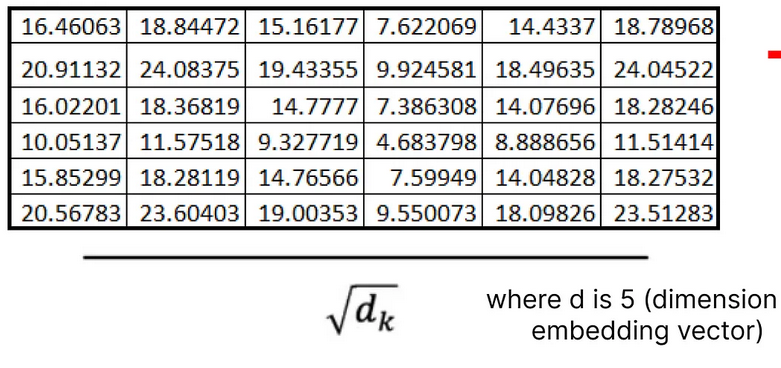 16.46063 18.84472 15.16177 7.622069 14.4337 18.78968
20.91132 24.08375 19.43355 9.924581 18.49635 24.04522
16.02201 18.36819 14.7777 7.386308 14.07696 18.28246
10.05137 11.57518 9.327719 4.683798 8.888656 11.51414
15.85299 18.28119 14.76566 7.59949 14.04828 18.27532
20.56783 23.60403 19.00353 9.550073 18.09826 23.51283
√dₖ
where d is 5 (dimension
embedding vector)